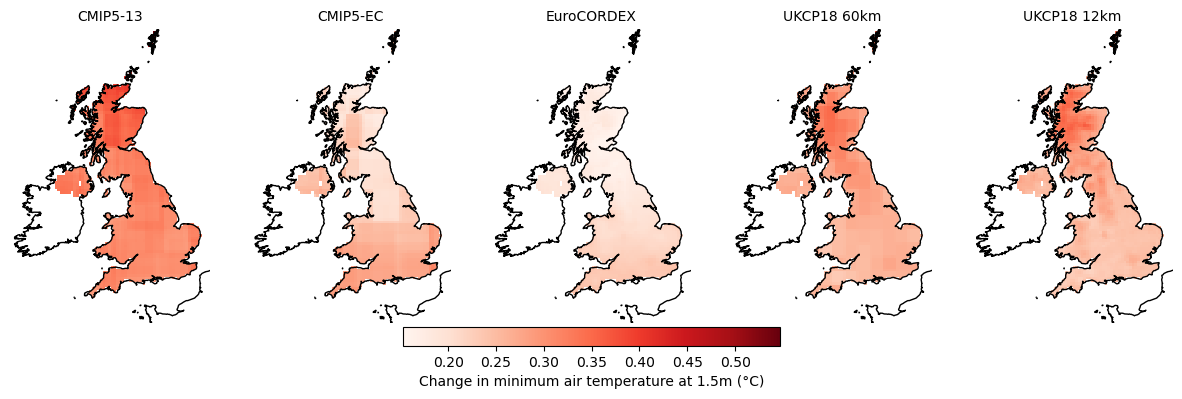 CMIP5-13
CMIP5-EC
EuroCORDEX
UKCP18 60km
UKCP18 12km
0.20 0.25 0.30 0.35 0.40 0.45 0.50
Change in minimum air temperature at 1.5m (°C)